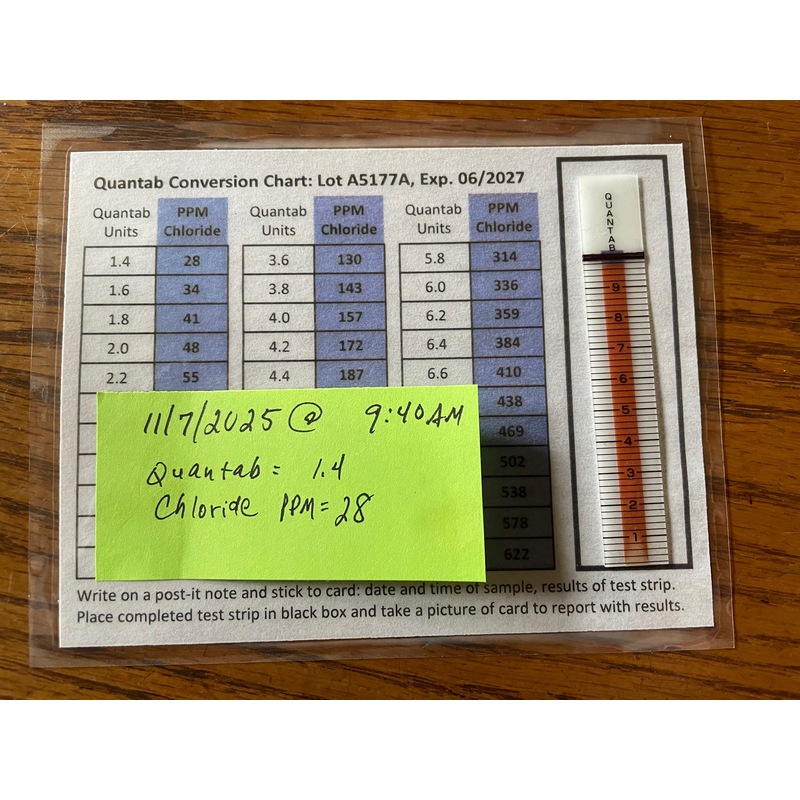 Quantab Conversion Chart: Lot A5177A, Exp. 06/2027
Quantab Units PPM Chloride Quantab Units PPM Chloride Quantab Units PPM Chloride
1.4 28 3.6 130 5.8 314
1.6 34 3.8 143 6.0 336
1.8 41 4.0 157 6.2 359
2.0 48 4.2 172 6.4 384
2.2 55 4.4 187 6.6 410
438
469
502
538
578
622
11/7/2025 @ 9:40AM
Quantab = 1.4
Chloride PPM = 28
Write on a post-it note and stick to card: date and time of sample, results of test strip.
Place completed test strip in black box and take a picture of card to report with results.
QUANTAB
9
8
7
6
5
4
3
2
1